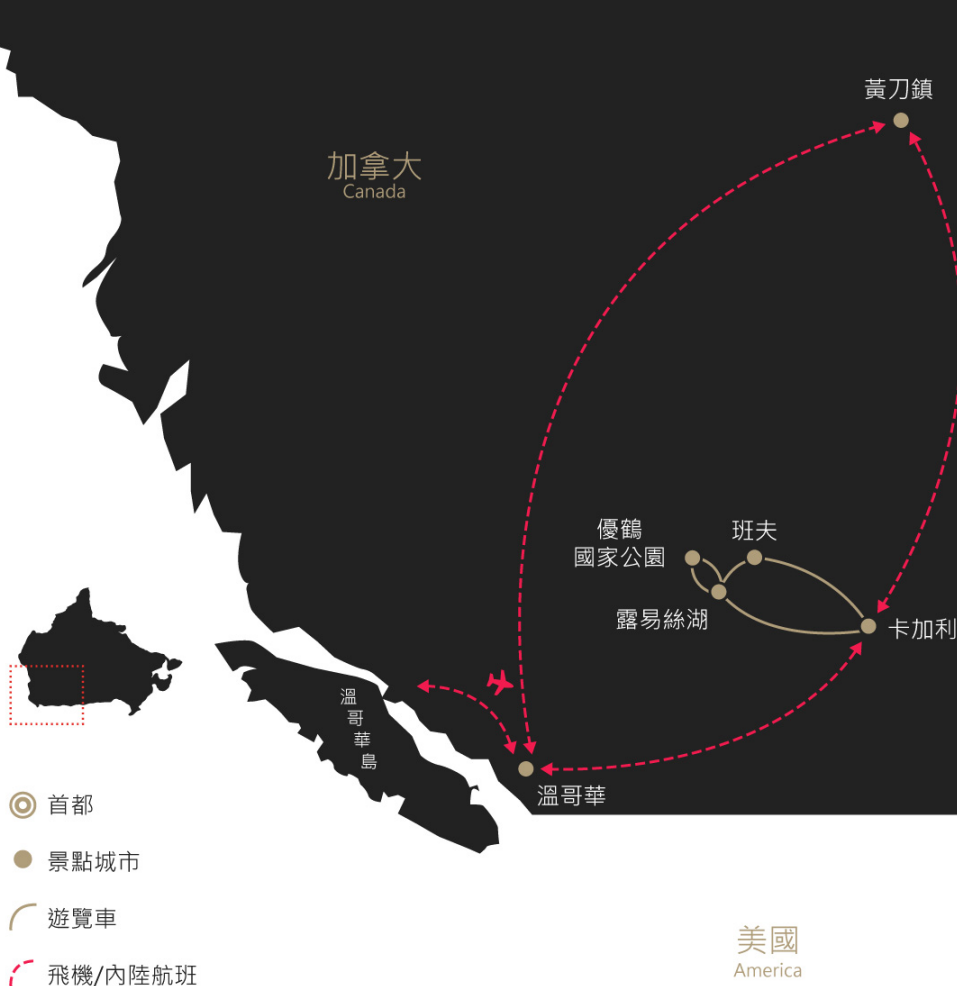 黃刀鎮
加拿大
Canada
優鶴
國家公園
班夫
露易絲湖
卡加利
溫哥華島
溫哥華
首都
景點城市
遊覽車
飛機/內陸航班
美國
America